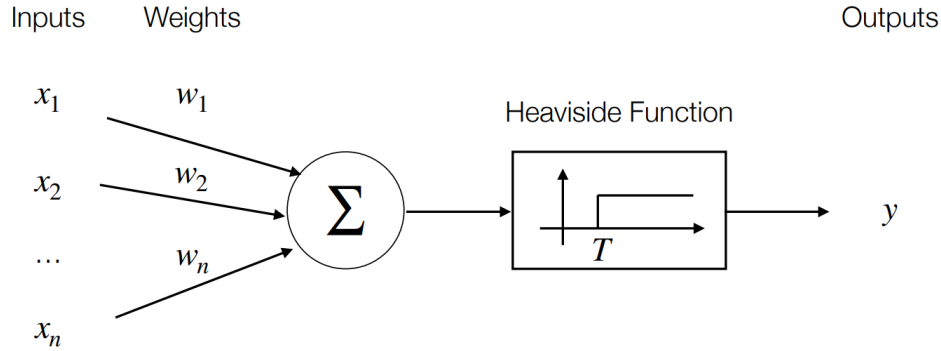 Inputs Weights Outputs
x₁ w₁
Heaviside Function
x₂ w₂
Σ
y
T
... wₙ
xₙ